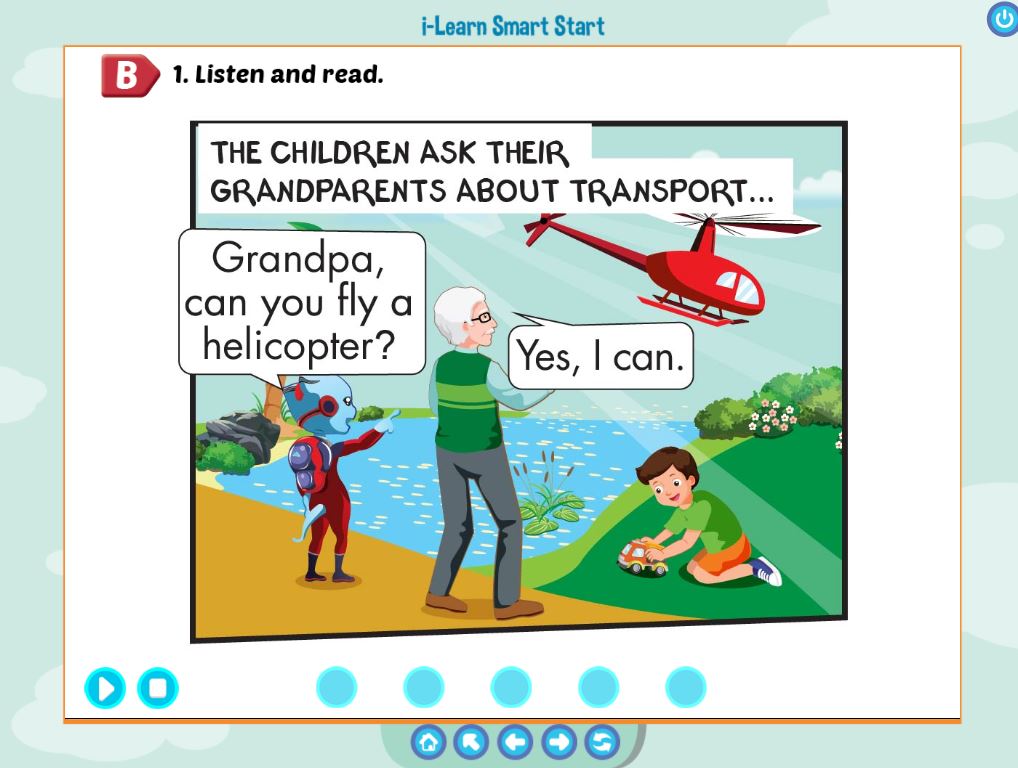 i-Learn Smart Start
B
1. Listen and read.
THE CHILDREN ASK THEIR
GRANDPARENTS ABOUT TRANSPORT...
Grandpa,
can you fly a
helicopter?
Yes, I can.